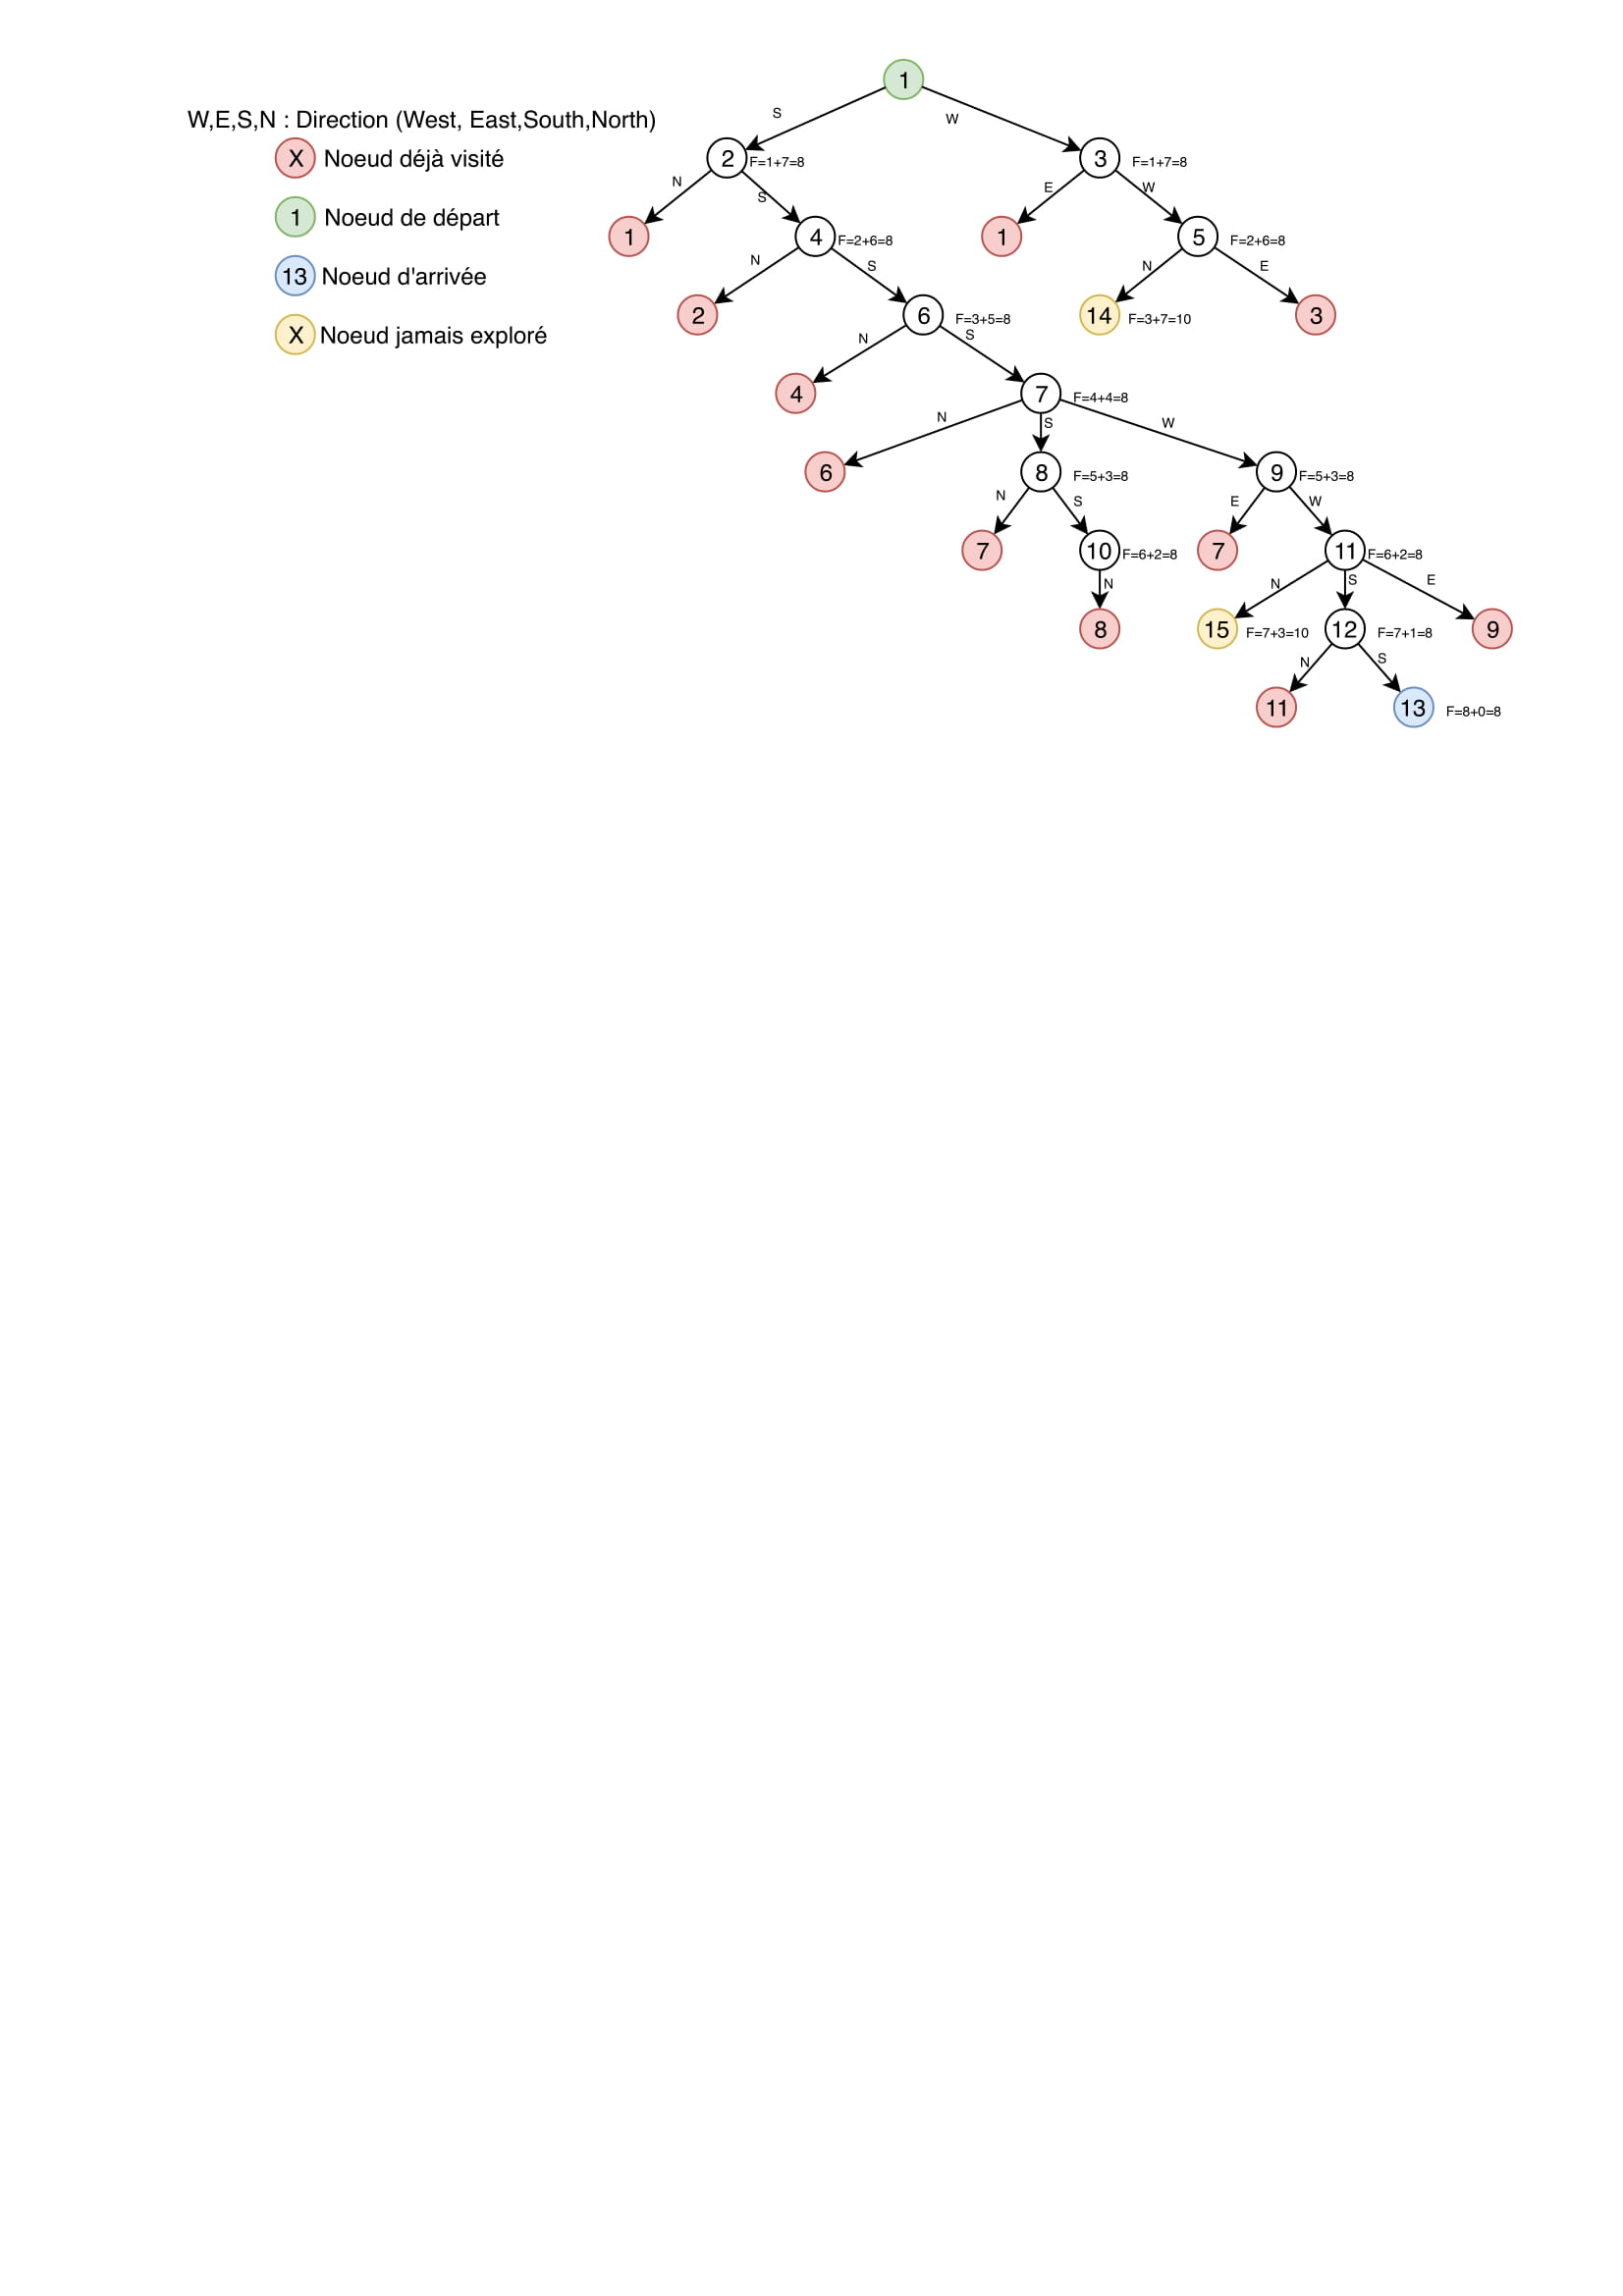 1
S
W
W,E,S,N : Direction (West, East,South,North)
X Noeud déjà visité
2 F=1+7=8
3 F=1+7=8
N
S
E
W
1 Noeud de départ
1
4 F=2+6=8
1
5 F=2+6=8
N
S
N
E
13 Noeud d'arrivée
2
6 F=3+5=8
14 F=3+7=10
3
X Noeud jamais exploré
N
S
4
7 F=4+4=8
N
S
W
6
8 F=5+3=8
9 F=5+3=8
N
S
E
W
7
10 F=6+2=8
7
11 F=6+2=8
N
N
S
E
8
15 F=7+3=10
12 F=7+1=8
9
N
S
11
13 F=8+0=8